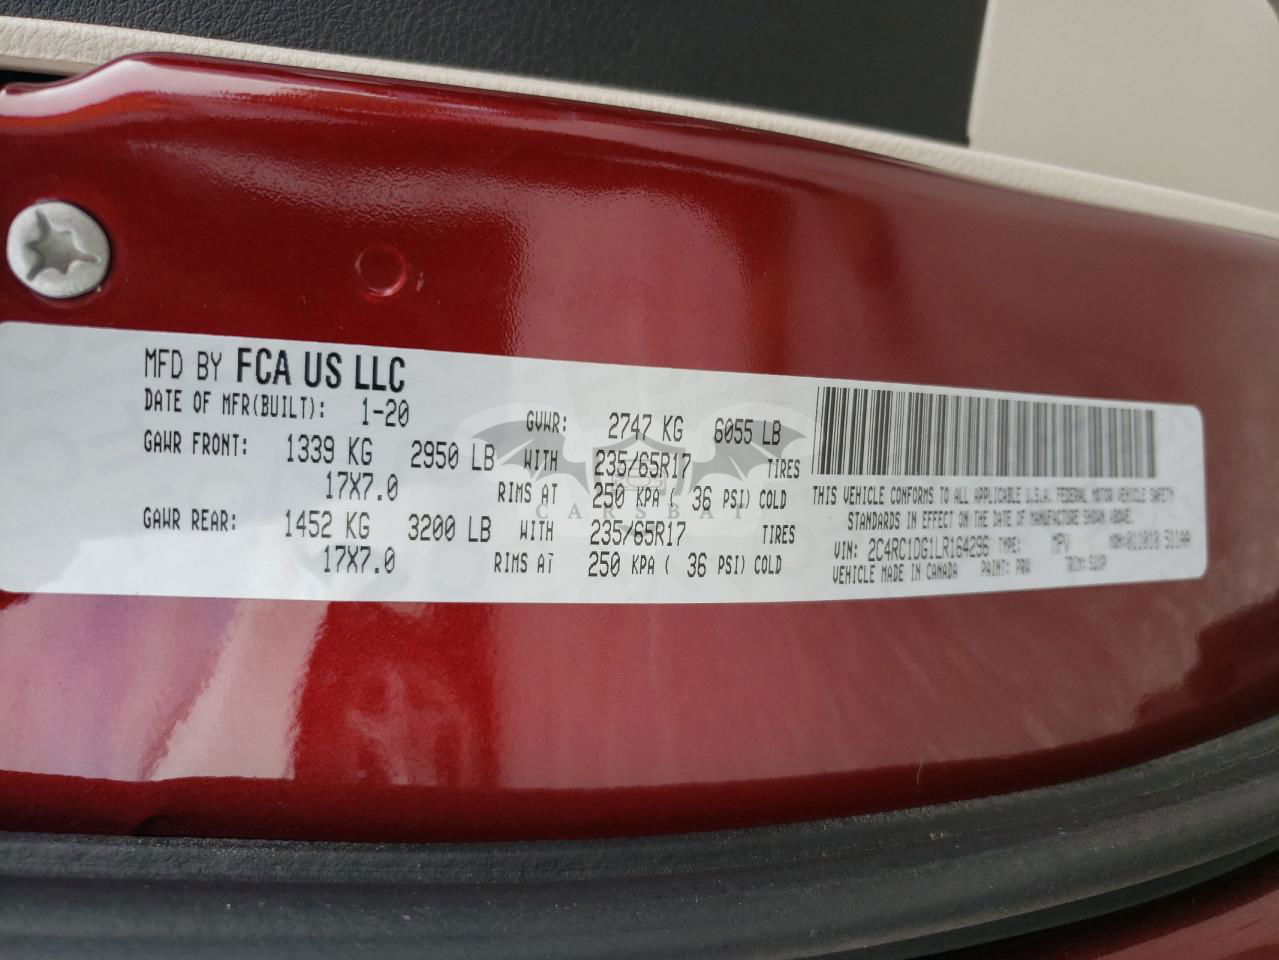 MFD BY FCA US LLC
DATE OF MFR(BUILT): 1-20 GVWR: 2747 KG 6055 LB
GAWR FRONT: 1339 KG 2950 LB WITH 235/65R17 TIRES
17X7.0 RIMS AT 250 KPA ( 36 PSI) COLD
GAWR REAR: 1452 KG 3200 LB WITH 235/65R17 TIRES
17X7.0 RIMS AT 250 KPA ( 36 PSI) COLD
THIS VEHICLE CONFORMS TO ALL APPLICABLE U.S.A. FEDERAL MOTOR VEHICLE SAFETY
STANDARDS IN EFFECT ON THE DATE OF MANUFACTURE SHOWN ABOVE.
VIN: 2C4RC1DG1LR164296 TYPE: MPV MDH: 011010 511AA
VEHICLE MADE IN CANADA PAINT: PRV TRIM:
CARSBAT